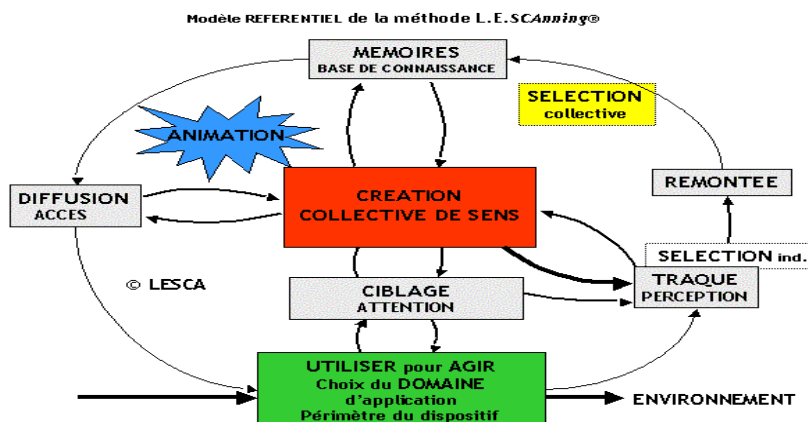 Modèle REFERENTIEL de la méthode L.E.SCAnning®
MEMOIRES
BASE DE CONNAISSANCE
SELECTION
collective
ANIMATION
DIFFUSION
ACCES
CREATION
COLLECTIVE DE SENS
REMONTEE
SELECTION ind.
TRAQUE
PERCEPTION
© LESCA
CIBLAGE
ATTENTION
UTILISER pour AGIR
Choix du DOMAINE
d'application
Périmètre du dispositif
ENVIRONNEMENT